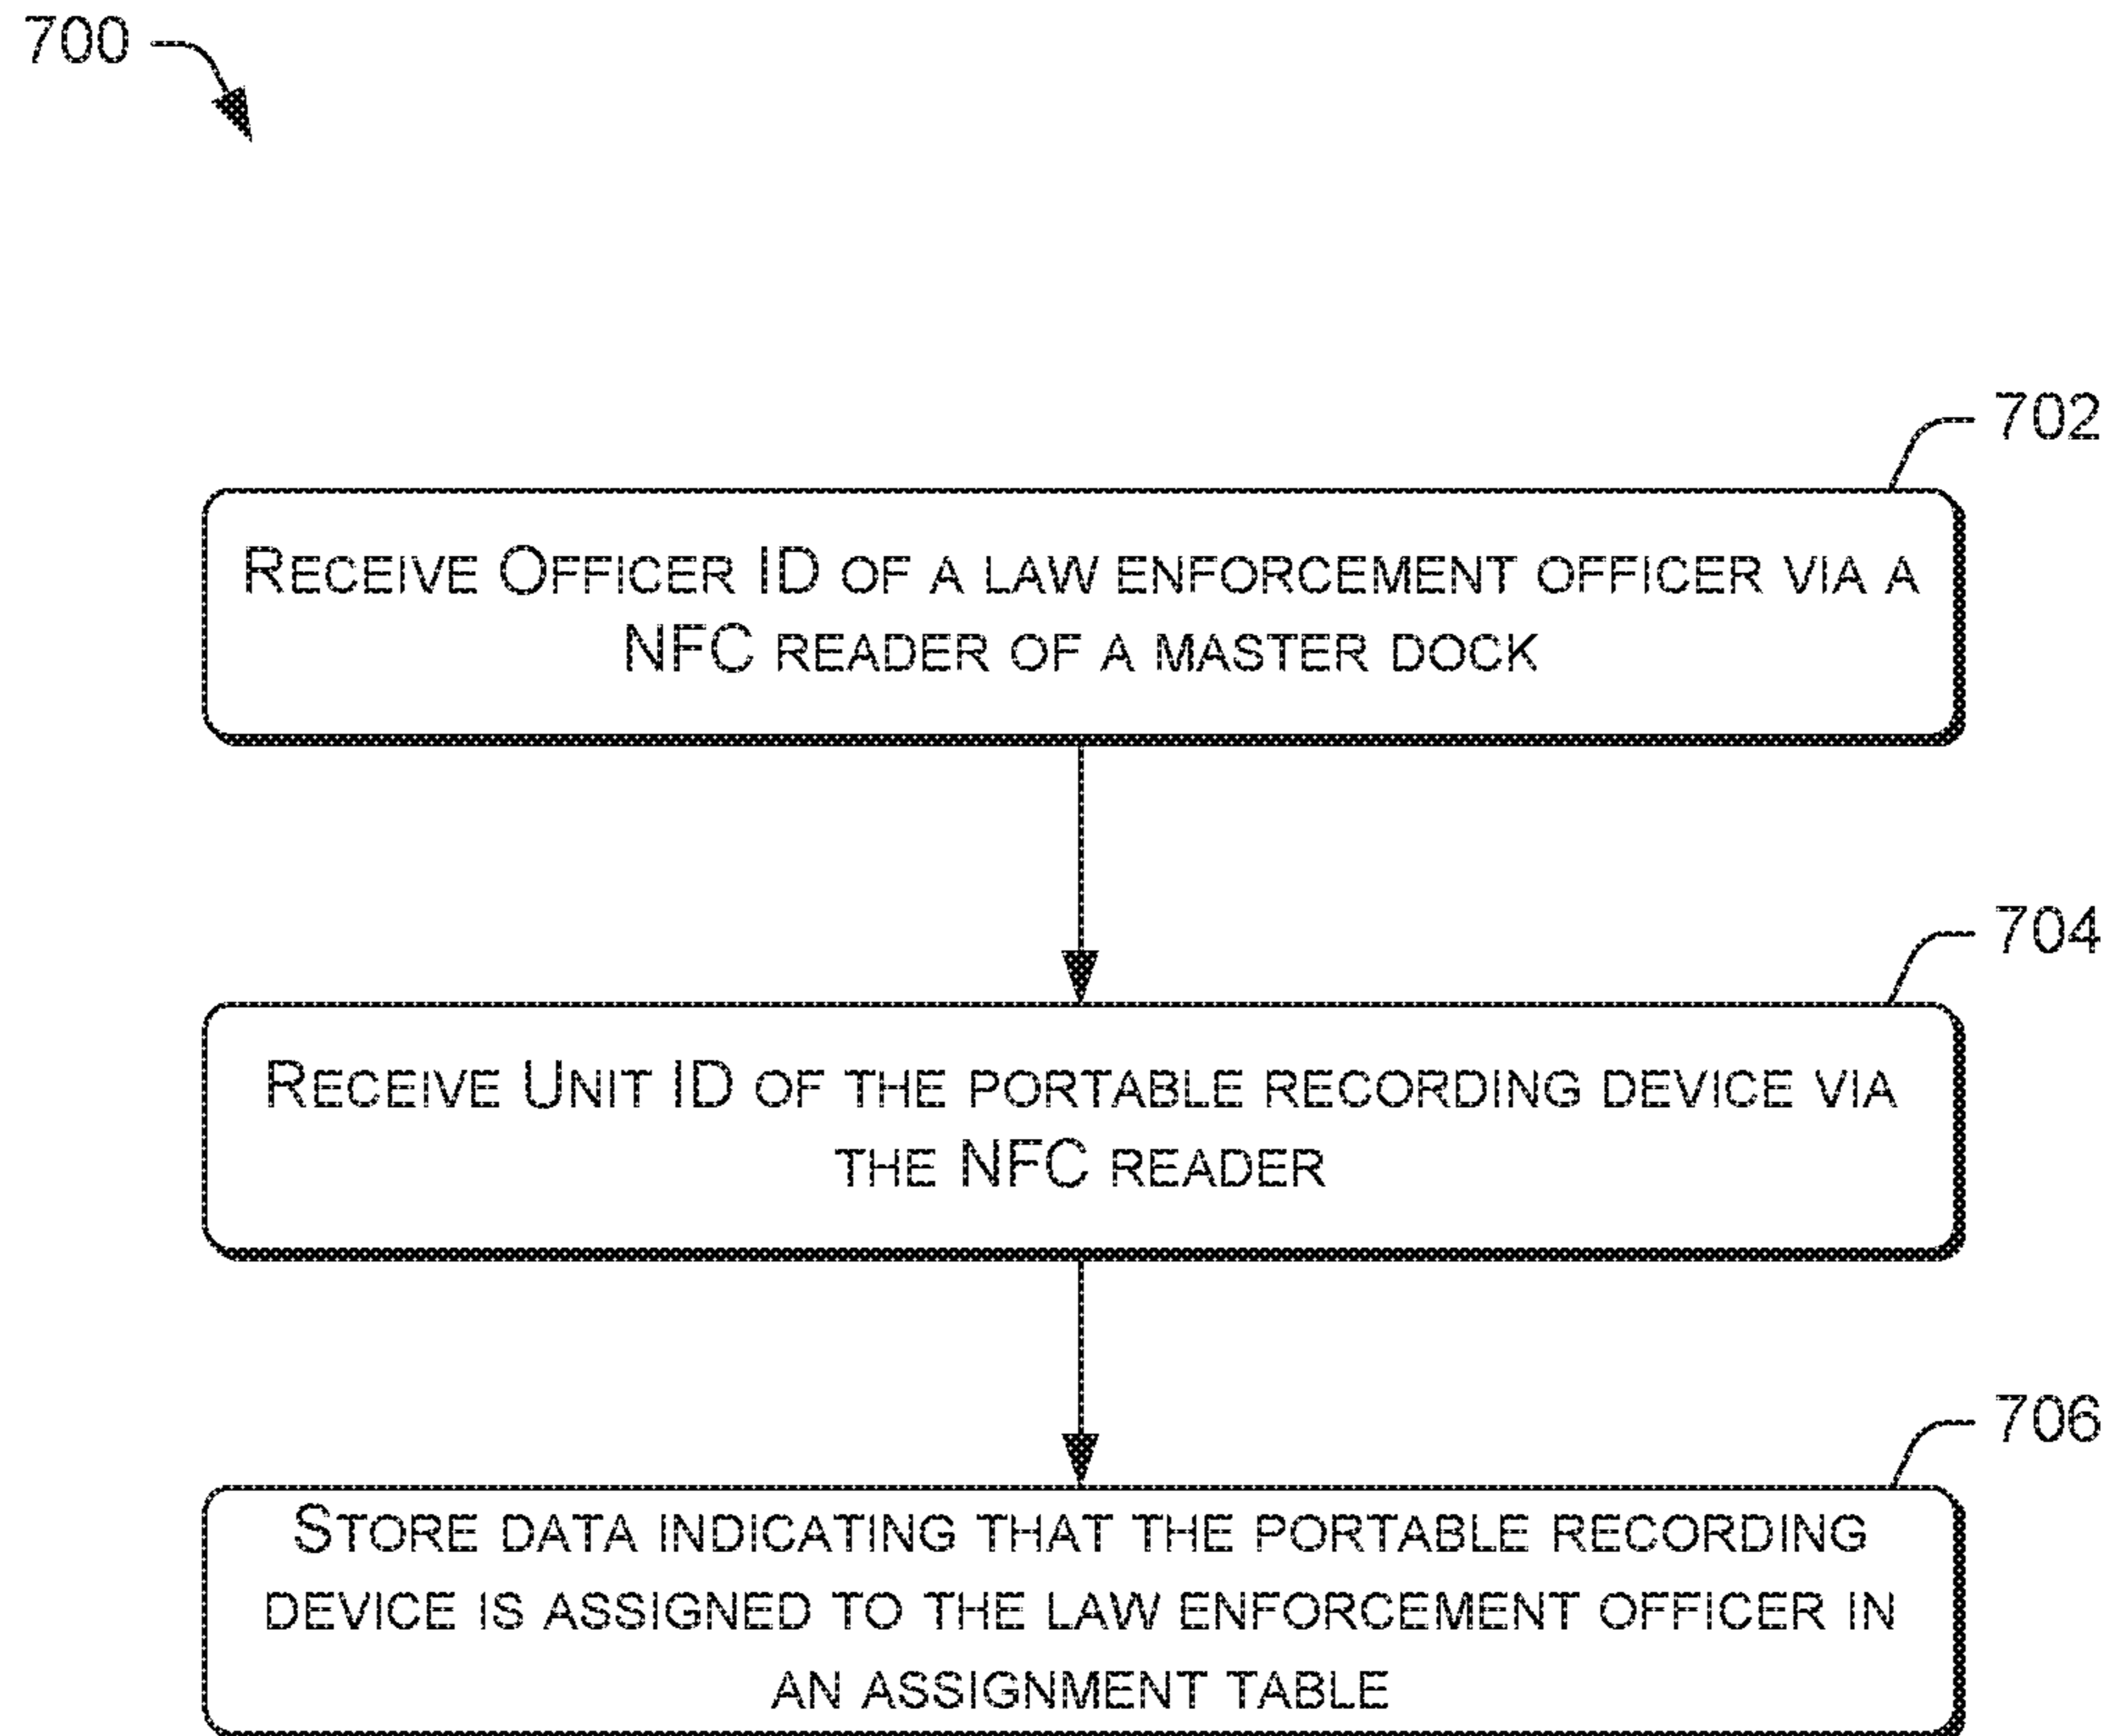 700
702
RECEIVE OFFICER ID OF A LAW ENFORCEMENT OFFICER VIA A
NFC READER OF A MASTER DOCK
704
RECEIVE UNIT ID OF THE PORTABLE RECORDING DEVICE VIA
THE NFC READER
706
STORE DATA INDICATING THAT THE PORTABLE RECORDING
DEVICE IS ASSIGNED TO THE LAW ENFORCEMENT OFFICER IN
AN ASSIGNMENT TABLE